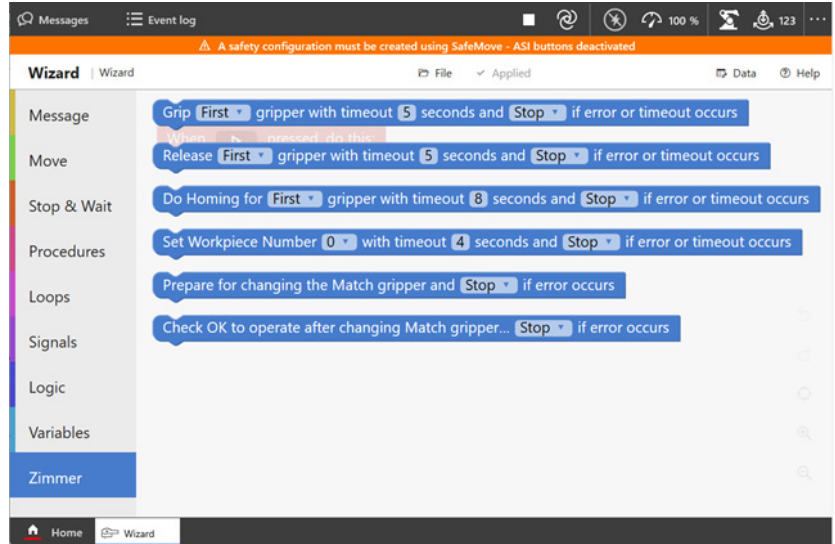 Messages Event log 100 % 123 ...
A safety configuration must be created using SafeMove - ASI buttons deactivated
Wizard | Wizard File Applied Data Help
Message
Move
Stop & Wait
Procedures
Loops
Signals
Logic
Variables
Zimmer
Grip First gripper with timeout 5 seconds and Stop if error or timeout occurs
When pressed, do this:
Release First gripper with timeout 5 seconds and Stop if error or timeout occurs
Do Homing for First gripper with timeout 8 seconds and Stop if error or timeout occurs
Set Workpiece Number 0 with timeout 4 seconds and Stop if error or timeout occurs
Prepare for changing the Match gripper and Stop if error occurs
Check OK to operate after changing Match gripper... Stop if error occurs
Home Wizard